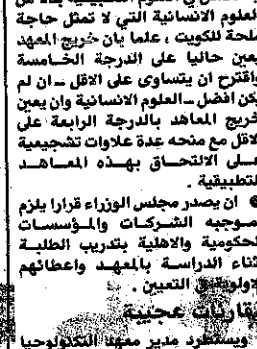 العلوم الانسانية التي لا تمثل حاجة
ملحة للكويت ، علما بان خريج المعهد
يعين حاليا على الدرجة الخامسة
واقترح ان يتساوى على الاقل ـ ان لم
يكن افضل ـ العلوم الانسانية وان يعين
خريج المعاهد بالدرجة الرابعة على
الاقل مع منحه عدة علاوات تشجيعية
على الالتحاق بهذه المعاهد
التطبيقية .
● ان يصدر مجلس الوزراء قرارا يلزم
بموجبه الشركات والمؤسسات
الحكومية والاهلية بتدريب الطلبة
اثناء الدراسة بالمعهد واعطائهم
الاولوية في التعيين .
مقارنات عجيبة
ويستطرد مدير معهد التكنولوجيا